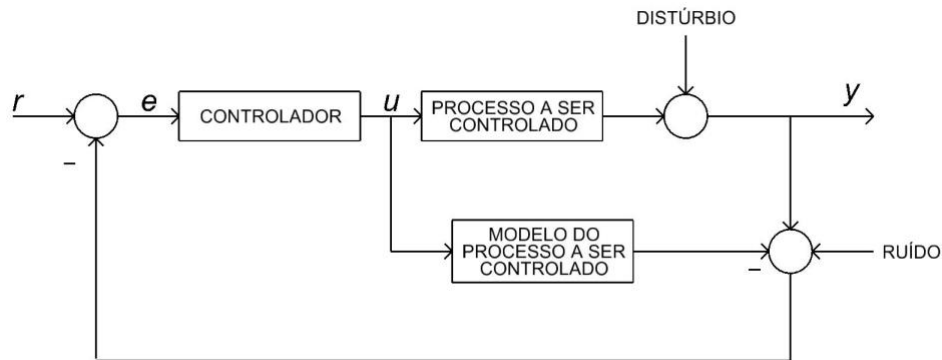 DISTÚRBIO
r
e
CONTROLADOR
u
PROCESSO A SER
CONTROLADO
y
–
MODELO DO
PROCESSO A SER
CONTROLADO
–
RUÍDO